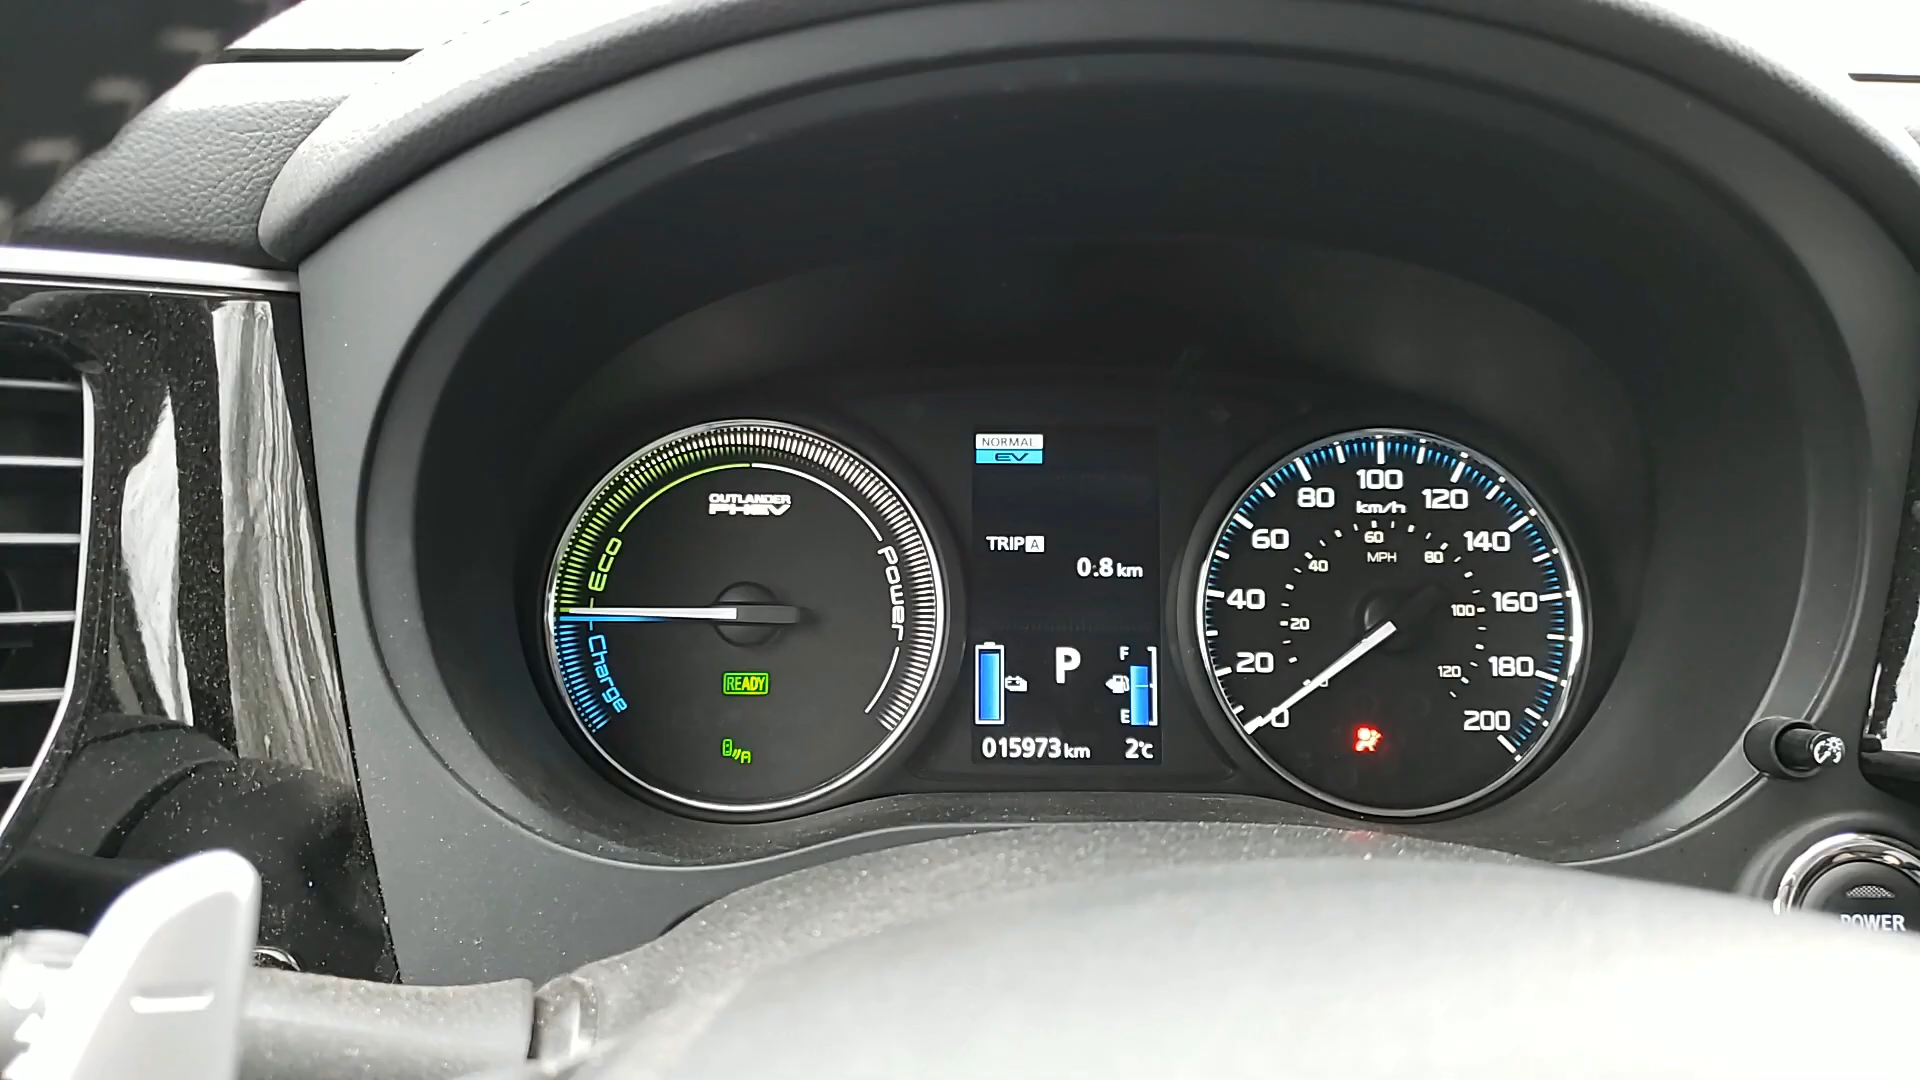 NORMAL
EV
OUTLANDER
PHEV
Eco
Power
Charge
READY
A
TRIP A
0.8 km
P
F
E
015973 km
2°C
0
20
40
60
80
100
120
140
160
180
200
km/h
MPH
20
40
60
80
100
120
POWER